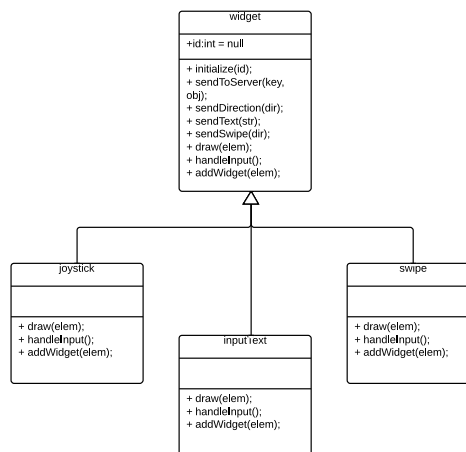 widget
+id:int = null
+ initialize(id);
+ sendToServer(key,
obj);
+ sendDirection(dir);
+ sendText(str);
+ sendSwipe(dir);
+ draw(elem);
+ handleInput();
+ addWidget(elem);
joystick
+ draw(elem);
+ handleInput();
+ addWidget(elem);
inputText
+ draw(elem);
+ handleInput();
+ addWidget(elem);
swipe
+ draw(elem);
+ handleInput();
+ addWidget(elem);